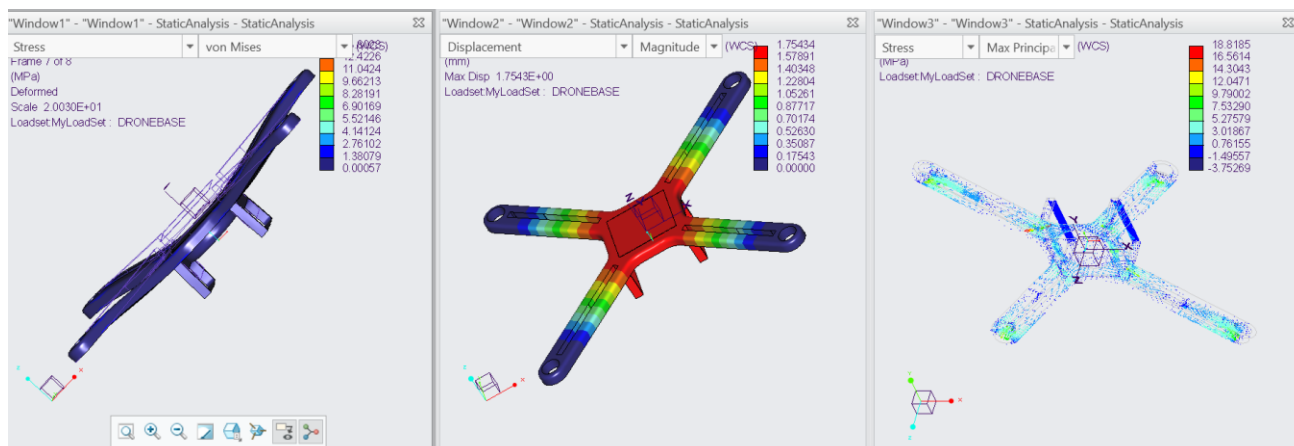 "Window1" - "Window1" - StaticAnalysis - StaticAnalysis
Stress von Mises (WCS)
Frame 7 of 8
(MPa)
Deformed
Scale 2.0030E+01
Loadset:MyLoadSet : DRONEBASE
12.4226
11.0424
9.66213
8.28191
6.90169
5.52146
4.14124
2.76102
1.38079
0.00057
z
x
"Window2" - "Window2" - StaticAnalysis - StaticAnalysis
Displacement Magnitude (WCS)
(mm)
Max Disp 1.7543E+00
Loadset:MyLoadSet : DRONEBASE
1.75434
1.57891
1.40348
1.22804
1.05261
0.87717
0.70174
0.52630
0.35087
0.17543
0.00000
Z
X
z
x
"Window3" - "Window3" - StaticAnalysis - StaticAnalysis
Stress Max Principa (WCS)
(MPa)
Loadset:MyLoadSet : DRONEBASE
18.8185
16.5614
14.3043
12.0471
9.79002
7.53290
5.27579
3.01867
0.76155
-1.49557
-3.75269
Y
X
Z
Y
x
z